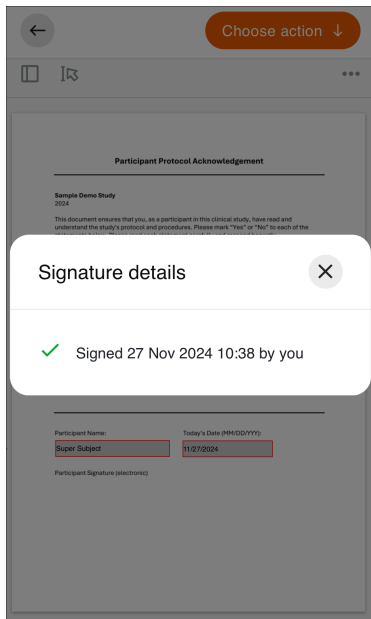 Choose action ↓
Participant Protocol Acknowledgement
Sample Demo Study
2024
This document ensures that you, as a participant in this clinical study, have read and
understand the study's protocol and procedures. Please mark "Yes" or "No" to each of the
Signature details
Signed 27 Nov 2024 10:38 by you
Participant Name:
Today's Date (MM/DD/YYY):
Super Subject
11/27/2024
Participant Signature (electronic)